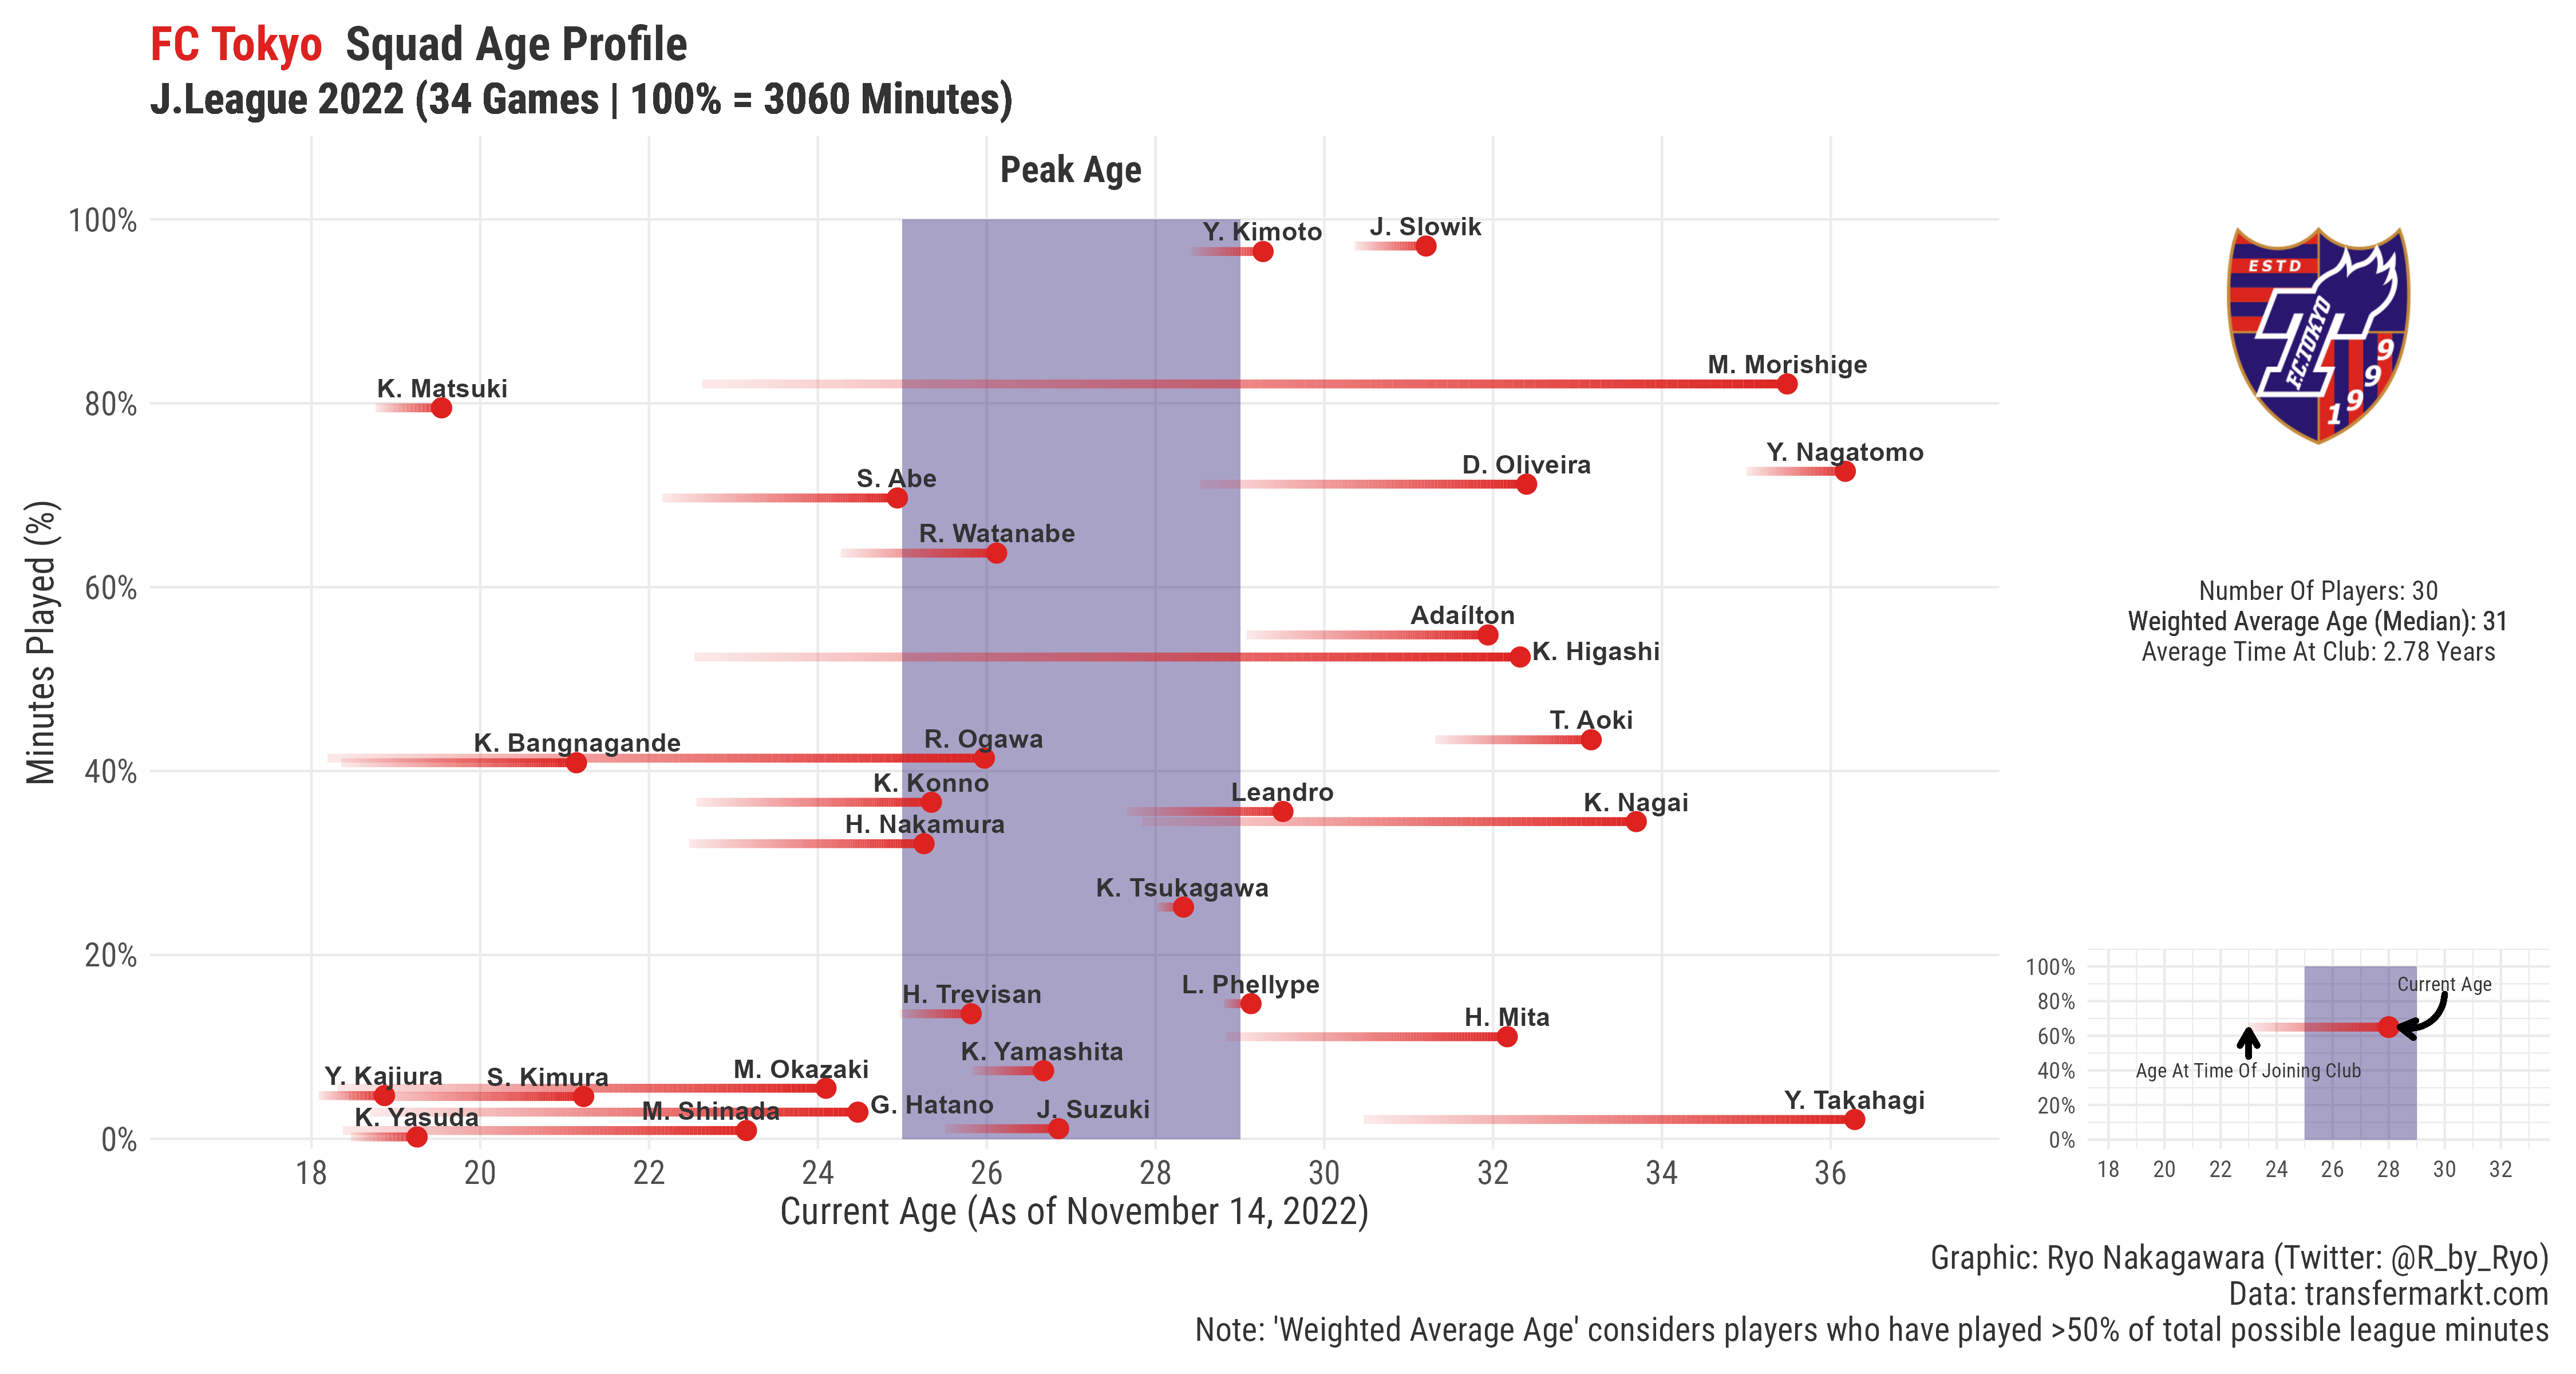 FC Tokyo Squad Age Profile
J.League 2022 (34 Games | 100% = 3060 Minutes)
Peak Age
100%
80%
60%
40%
20%
0%
Minutes Played (%)
Y. Kimoto
J. Slowik
M. Morishige
K. Matsuki
Y. Nagatomo
D. Oliveira
S. Abe
R. Watanabe
Adaílton
K. Higashi
T. Aoki
K. Bangnagande
R. Ogawa
K. Konno
Leandro
K. Nagai
H. Nakamura
K. Tsukagawa
L. Phellype
H. Trevisan
H. Mita
K. Yamashita
M. Okazaki
Y. Kajiura
S. Kimura
G. Hatano
M. Shinada
J. Suzuki
K. Yasuda
Y. Takahagi
18 20 22 24 26 28 30 32 34 36
Current Age (As of November 14, 2022)
ESTD
F.C.TOKYO
1999
Number Of Players: 30
Weighted Average Age (Median): 31
Average Time At Club: 2.78 Years
100%
80%
60%
40%
20%
0%
Current Age
Age At Time Of Joining Club
18 20 22 24 26 28 30 32
Graphic: Ryo Nakagawara (Twitter: @R_by_Ryo)
Data: transfermarkt.com
Note: 'Weighted Average Age' considers players who have played >50% of total possible league minutes